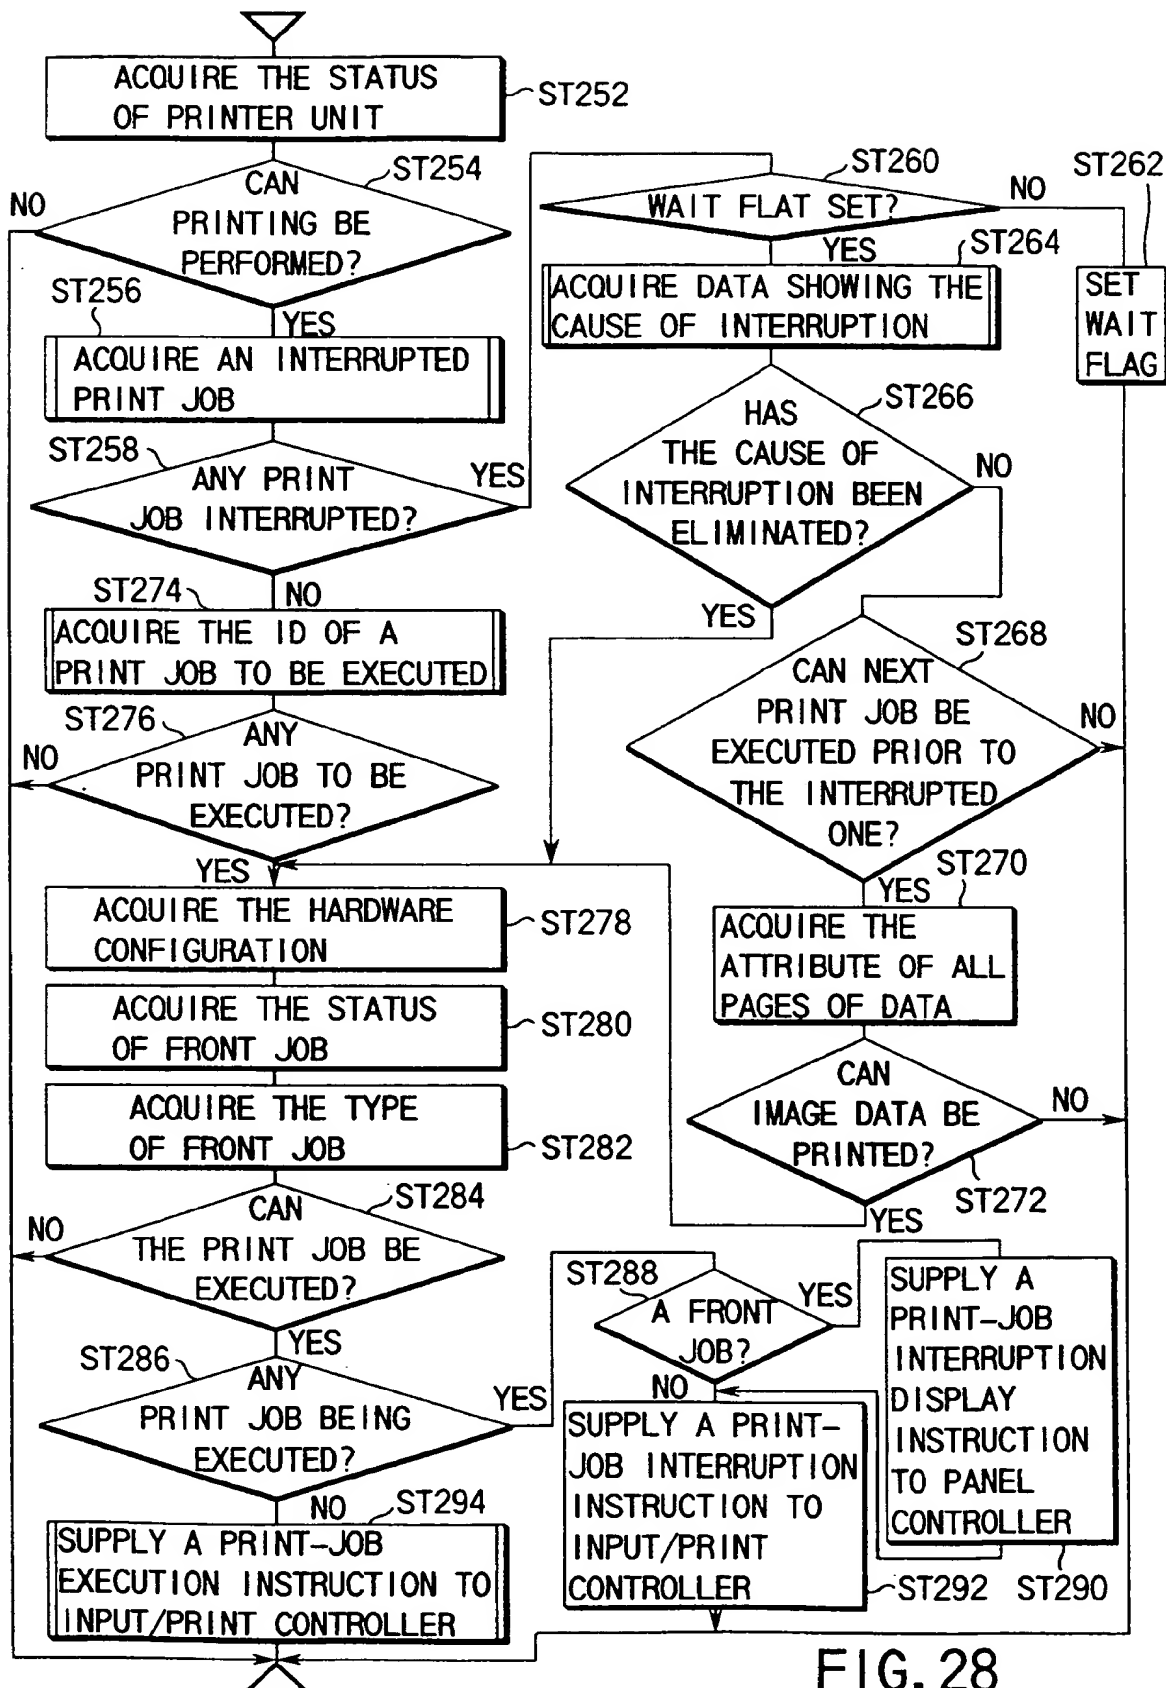 ACQUIRE THE STATUS
OF PRINTER UNIT
ST252
ST254
CAN
PRINTING BE
PERFORMED?
NO
YES
ST256
ACQUIRE AN INTERRUPTED
PRINT JOB
ST258
ANY PRINT
JOB INTERRUPTED?
YES
NO
ST260
WAIT FLAT SET?
NO
YES
ST262
SET
WAIT
FLAG
ST264
ACQUIRE DATA SHOWING THE
CAUSE OF INTERRUPTION
ST266
HAS
THE CAUSE OF
INTERRUPTION BEEN
ELIMINATED?
NO
YES
ST268
CAN NEXT
PRINT JOB BE
EXECUTED PRIOR TO
THE INTERRUPTED
ONE?
NO
YES
ST270
ACQUIRE THE
ATTRIBUTE OF ALL
PAGES OF DATA
CAN
IMAGE DATA BE
PRINTED?
NO
ST272
YES
ST274
ACQUIRE THE ID OF A
PRINT JOB TO BE EXECUTED
ST276
ANY
PRINT JOB TO BE
EXECUTED?
NO
YES
ACQUIRE THE HARDWARE
CONFIGURATION
ST278
ACQUIRE THE STATUS
OF FRONT JOB
ST280
ACQUIRE THE TYPE
OF FRONT JOB
ST282
ST284
CAN
THE PRINT JOB BE
EXECUTED?
NO
YES
ST286
ANY
PRINT JOB BEING
EXECUTED?
YES
NO
ST288
A FRONT
JOB?
YES
NO
SUPPLY A
PRINT-JOB
INTERRUPTION
DISPLAY
INSTRUCTION
TO PANEL
CONTROLLER
ST290
SUPPLY A PRINT-
JOB INTERRUPTION
INSTRUCTION TO
INPUT/PRINT
CONTROLLER
ST292
ST294
SUPPLY A PRINT-JOB
EXECUTION INSTRUCTION TO
INPUT/PRINT CONTROLLER
FIG. 28